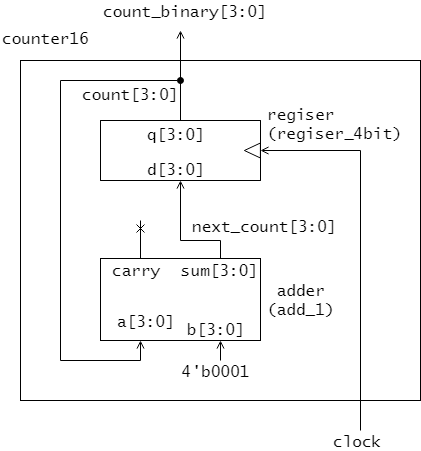 count_binary[3:0]
counter16
count[3:0]
regiser
(regiser_4bit)
q[3:0]
d[3:0]
next_count[3:0]
carry sum[3:0]
adder
(add_1)
a[3:0] b[3:0]
4'b0001
clock